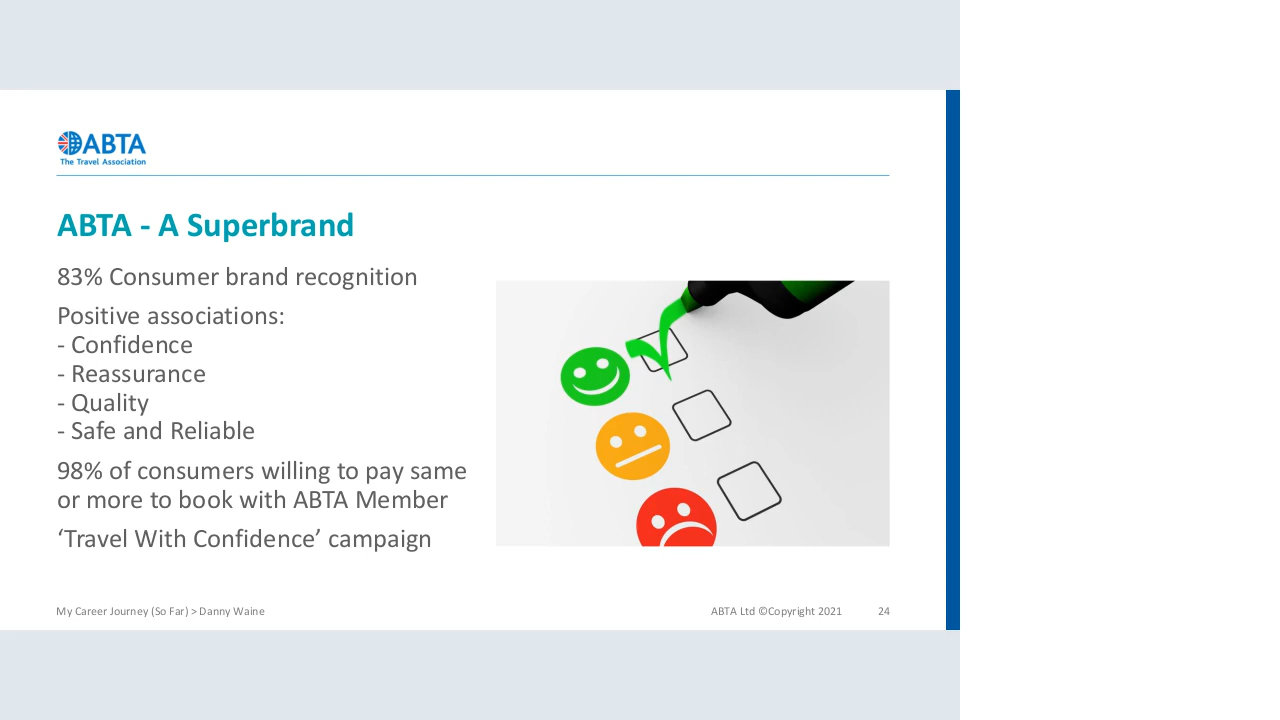 ABTA
The Travel Association
ABTA - A Superbrand
83% Consumer brand recognition
Positive associations:
- Confidence
- Reassurance
- Quality
- Safe and Reliable
98% of consumers willing to pay same
or more to book with ABTA Member
‘Travel With Confidence’ campaign
My Career Journey (So Far) > Danny Waine
ABTA Ltd ©Copyright 2021
24